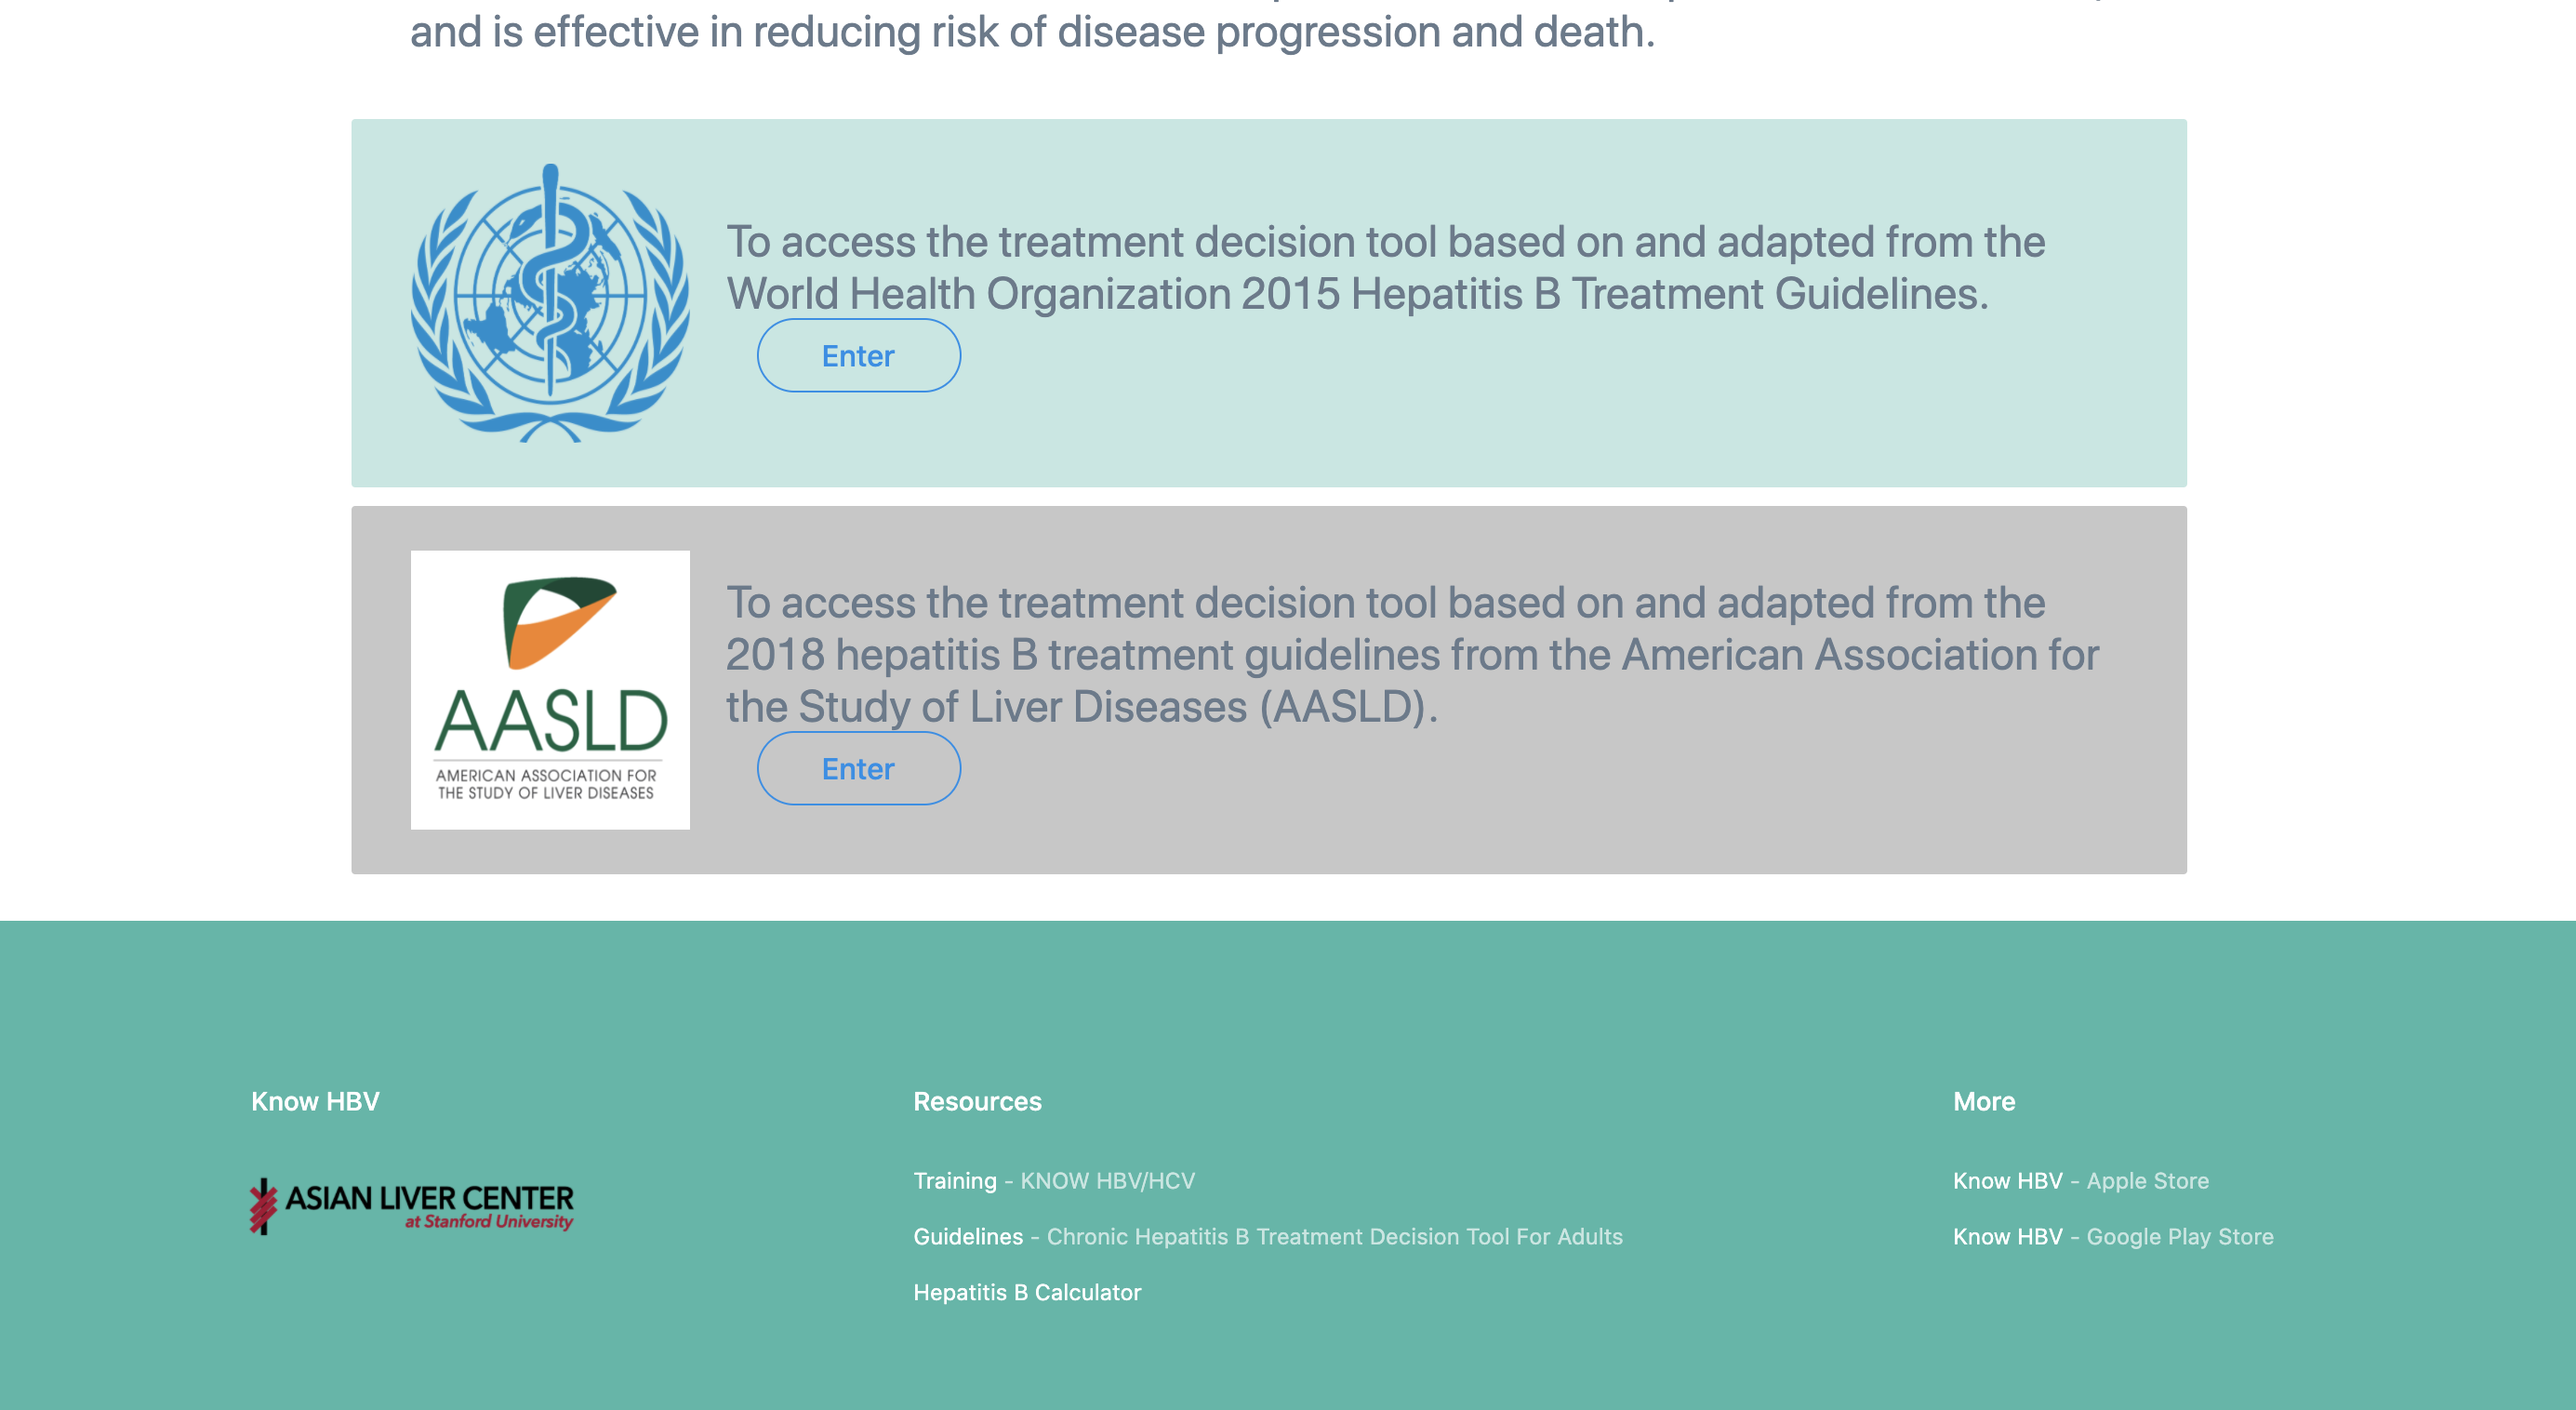 and is effective in reducing risk of disease progression and death.
To access the treatment decision tool based on and adapted from the
World Health Organization 2015 Hepatitis B Treatment Guidelines.
Enter
AASLD
AMERICAN ASSOCIATION FOR
THE STUDY OF LIVER DISEASES
To access the treatment decision tool based on and adapted from the
2018 hepatitis B treatment guidelines from the American Association for
the Study of Liver Diseases (AASLD).
Enter
Know HBV
ASIAN LIVER CENTER
at Stanford University
Resources
Training - KNOW HBV/HCV
Guidelines - Chronic Hepatitis B Treatment Decision Tool For Adults
Hepatitis B Calculator
More
Know HBV - Apple Store
Know HBV - Google Play Store